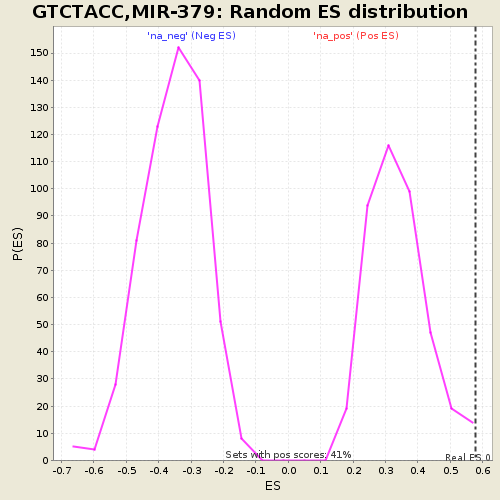 GTCTACC,MIR-379: Random ES distribution
'na_neg' (Neg ES) 'na_pos' (Pos ES)
150
140
130
120
110
100
90
80
70
60
50
40
30
20
10
0
P(ES)
Sets with pos scores: 41%
Real ES 0
-0.7 -0.6 -0.5 -0.4 -0.3 -0.2 -0.1 0.0 0.1 0.2 0.3 0.4 0.5 0.6
ES